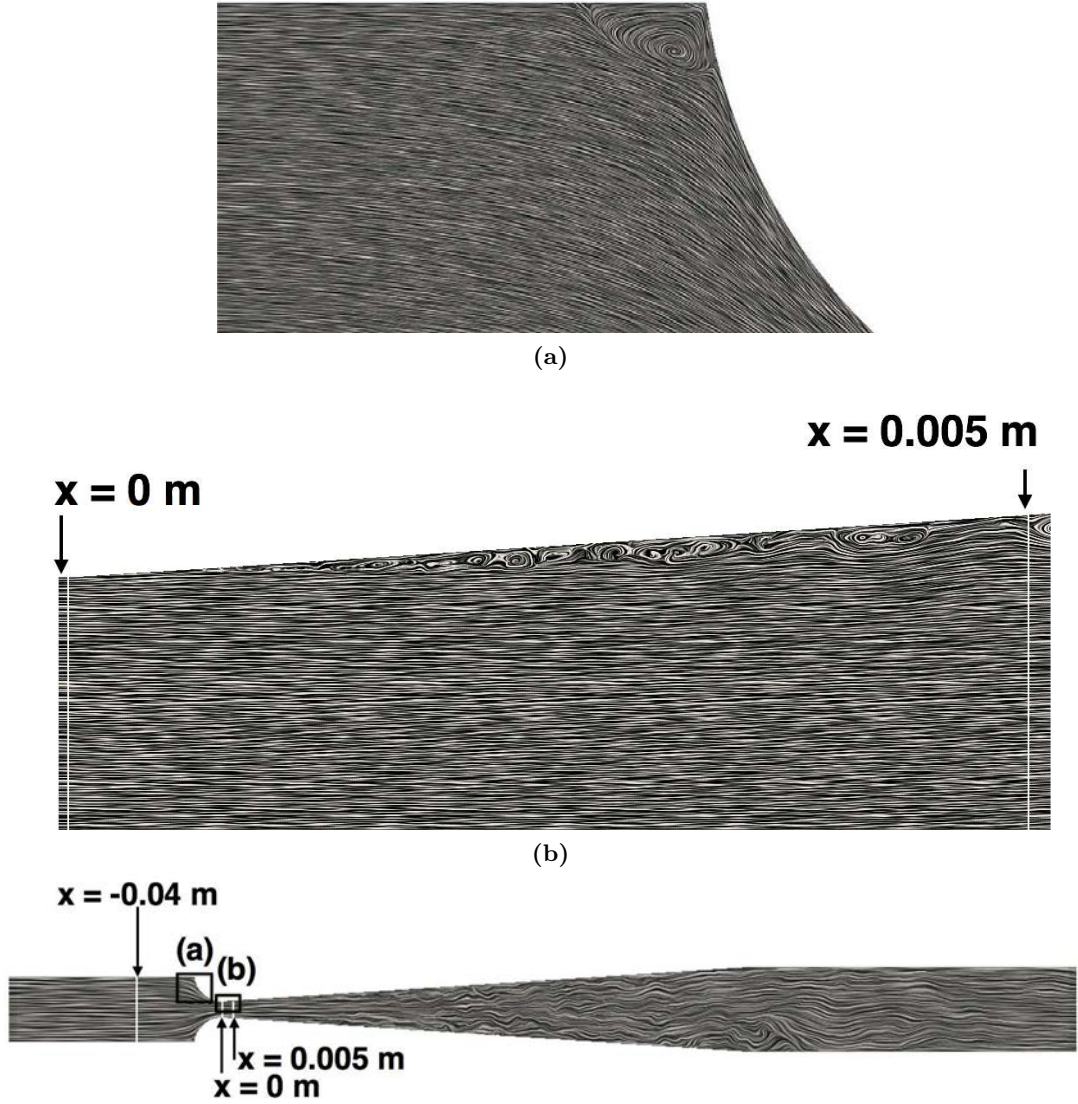 (a)
x = 0.005 m
x = 0 m
(b)
x = -0.04 m
(a)
(b)
x = 0.005 m
x = 0 m